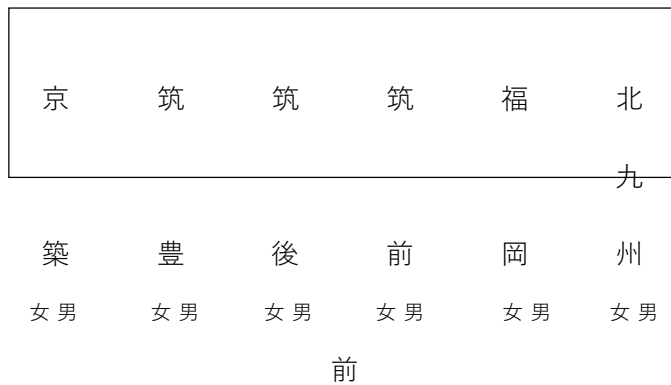 北九州
福岡
筑前
筑後
筑豊
京築
女 男 女 男 女 男 女 男 女 男 女 男
前